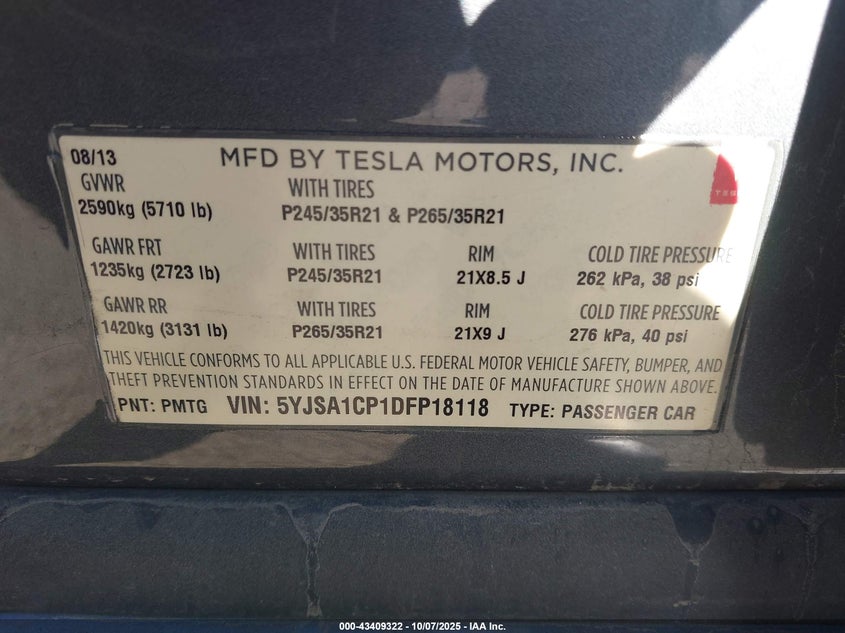 08/13 MFD BY TESLA MOTORS, INC.
GVWR WITH TIRES
2590kg (5710 lb) P245/35R21 & P265/35R21
GAWR FRT WITH TIRES RIM COLD TIRE PRESSURE
1235kg (2723 lb) P245/35R21 21X8.5 J 262 kPa, 38 psi
GAWR RR WITH TIRES RIM COLD TIRE PRESSURE
1420kg (3131 lb) P265/35R21 21X9 J 276 kPa, 40 psi
THIS VEHICLE CONFORMS TO ALL APPLICABLE U.S. FEDERAL MOTOR VEHICLE SAFETY, BUMPER, AND
THEFT PREVENTION STANDARDS IN EFFECT ON THE DATE OF MANUFACTURE SHOWN ABOVE.
PNT: PMTG VIN: 5YJSA1CP1DFP18118 TYPE: PASSENGER CAR
000-43409322 - 10/07/2025 - IAA Inc.